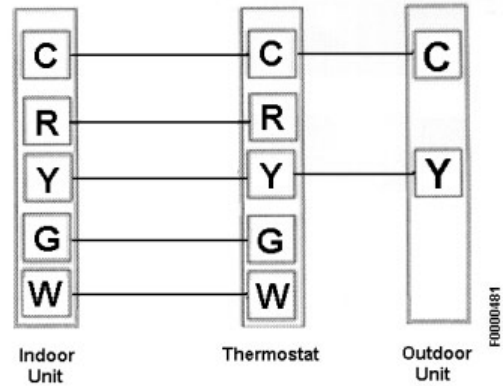 C C C
R R
Y Y Y
G G
W W
Indoor Unit
Thermostat
Outdoor Unit
F0000481